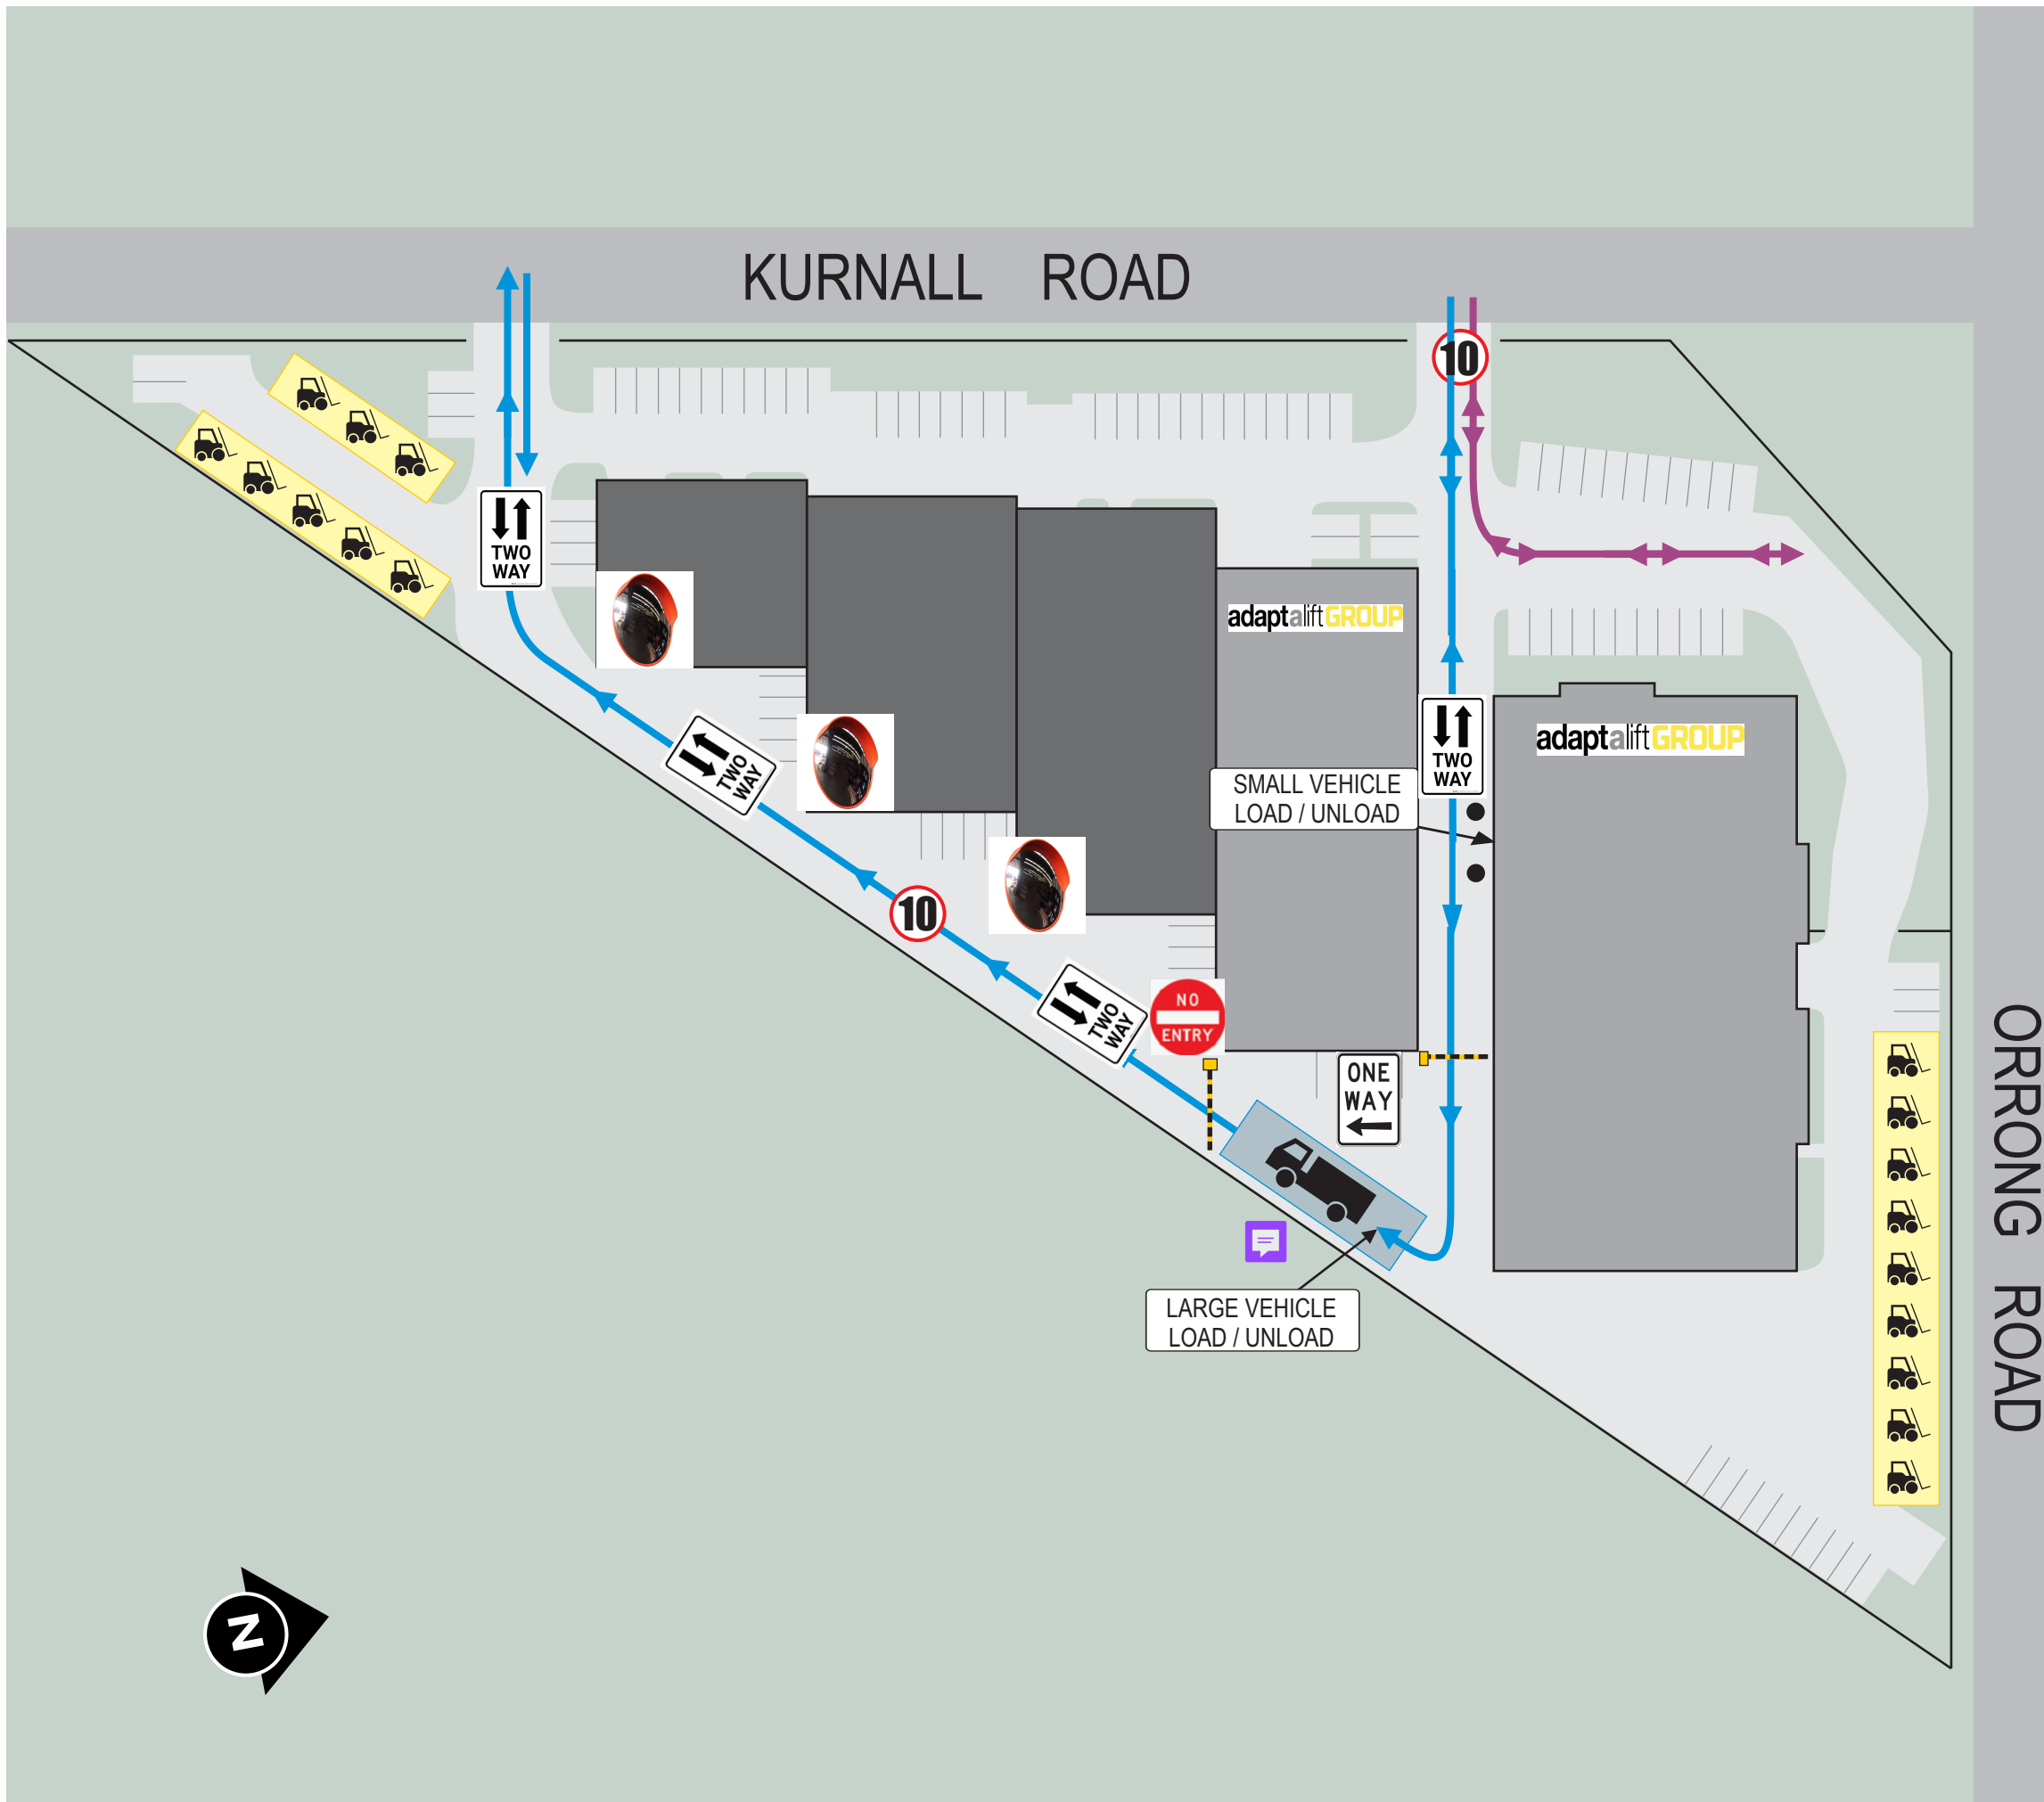 KURNALL ROAD
10
TWO
WAY
adaptaliftGROUP
adaptaliftGROUP
TWO
WAY
TWO
WAY
SMALL VEHICLE
LOAD / UNLOAD
10
TWO
WAY
NO
ENTRY
ONE
WAY
ORRONG ROAD
LARGE VEHICLE
LOAD / UNLOAD
N